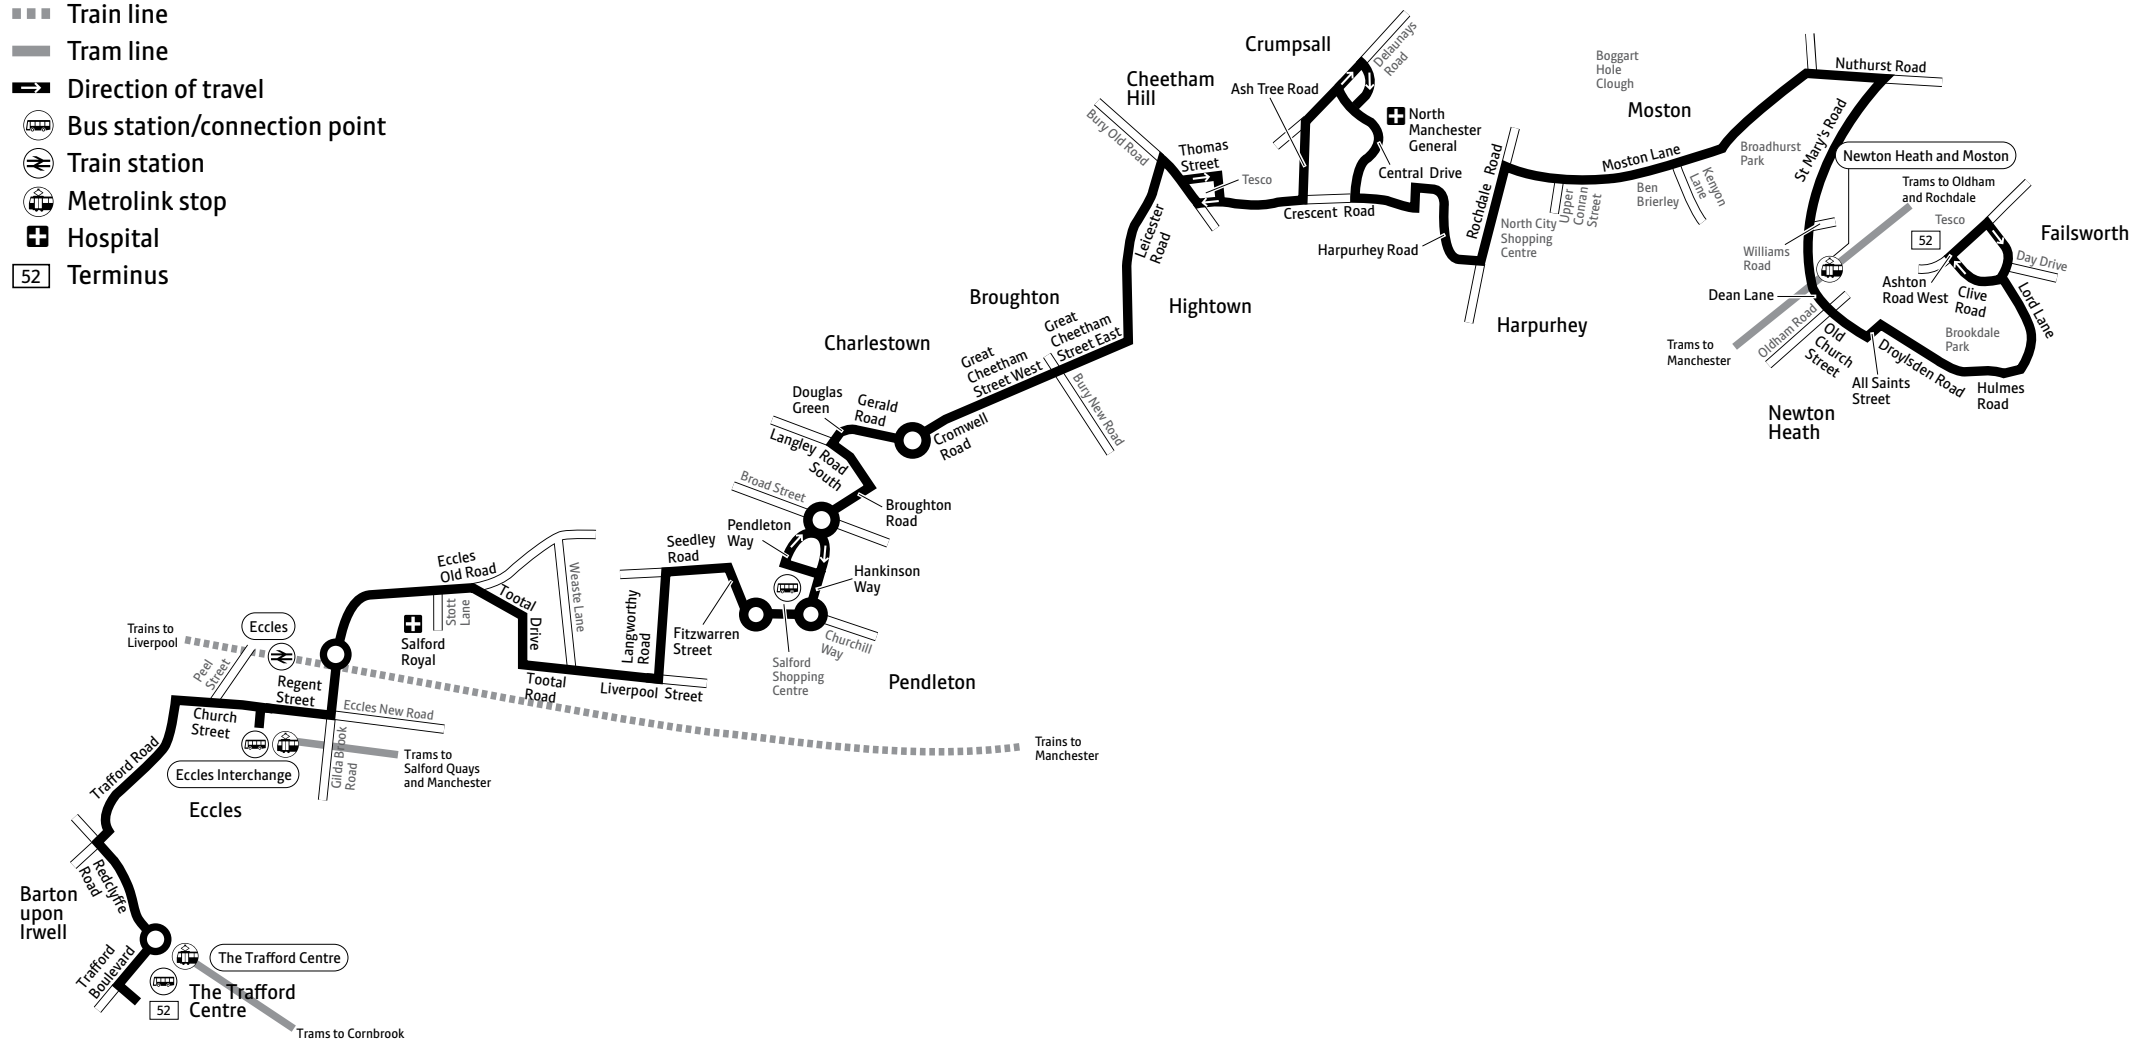 Train line
Tram line
Direction of travel
Bus station/connection point
Train station
Metrolink stop
Hospital
52 Terminus
Crumpsall
Delaunays
Road
Cheetham
Hill
Ash Tree Road
Bury Old Road
Thomas
Street
Tesco
North
Manchester
General
Central Drive
Crescent Road
Harpurhey Road
Rochdale Road
Leicester
Road
Boggart
Hole
Clough
Moston
Moston Lane
North City
Shopping
Centre
Upper
Conran
Street
Ben
Brierley
Kenyon
Lane
Broadhurst
Park
Nuthurst Road
St Mary's Road
Newton Heath and Moston
Trams to Oldham
and Rochdale
Tesco
52
Failsworth
Day Drive
Williams
Road
Ashton
Road West
Clive
Road
Lord Lane
Dean Lane
Oldham Road
Old
Church
Street
Brookdale
Park
Trams to
Manchester
Droylsden Road
All Saints
Street
Hulmes
Road
Newton
Heath
Harpurhey
Hightown
Broughton
Great
Cheetham
Street East
Great
Cheetham
Street West
Bury New Road
Charlestown
Douglas
Green
Gerald
Road
Cromwell
Road
Langley Road
South
Broad Street
Broughton
Road
Pendleton
Way
Hankinson
Way
Seedley
Road
Fitzwarren
Street
Churchill
Way
Salford
Shopping
Centre
Pendleton
Eccles
Old Road
Stott
Lane
Tootal
Drive
Weaste Lane
Langworthy
Road
Tootal
Road
Liverpool Street
Salford
Royal
Trains to
Liverpool
Eccles
Peel
Street
Regent
Street
Church
Street
Eccles New Road
Gilda Brook
Road
Trams to
Salford Quays
and Manchester
Trains to
Manchester
Eccles Interchange
Eccles
Trafford Road
Redclyffe
Road
Barton
upon
Irwell
Trafford
Boulevard
The Trafford Centre
The Trafford
Centre
52
Trams to Cornbrook